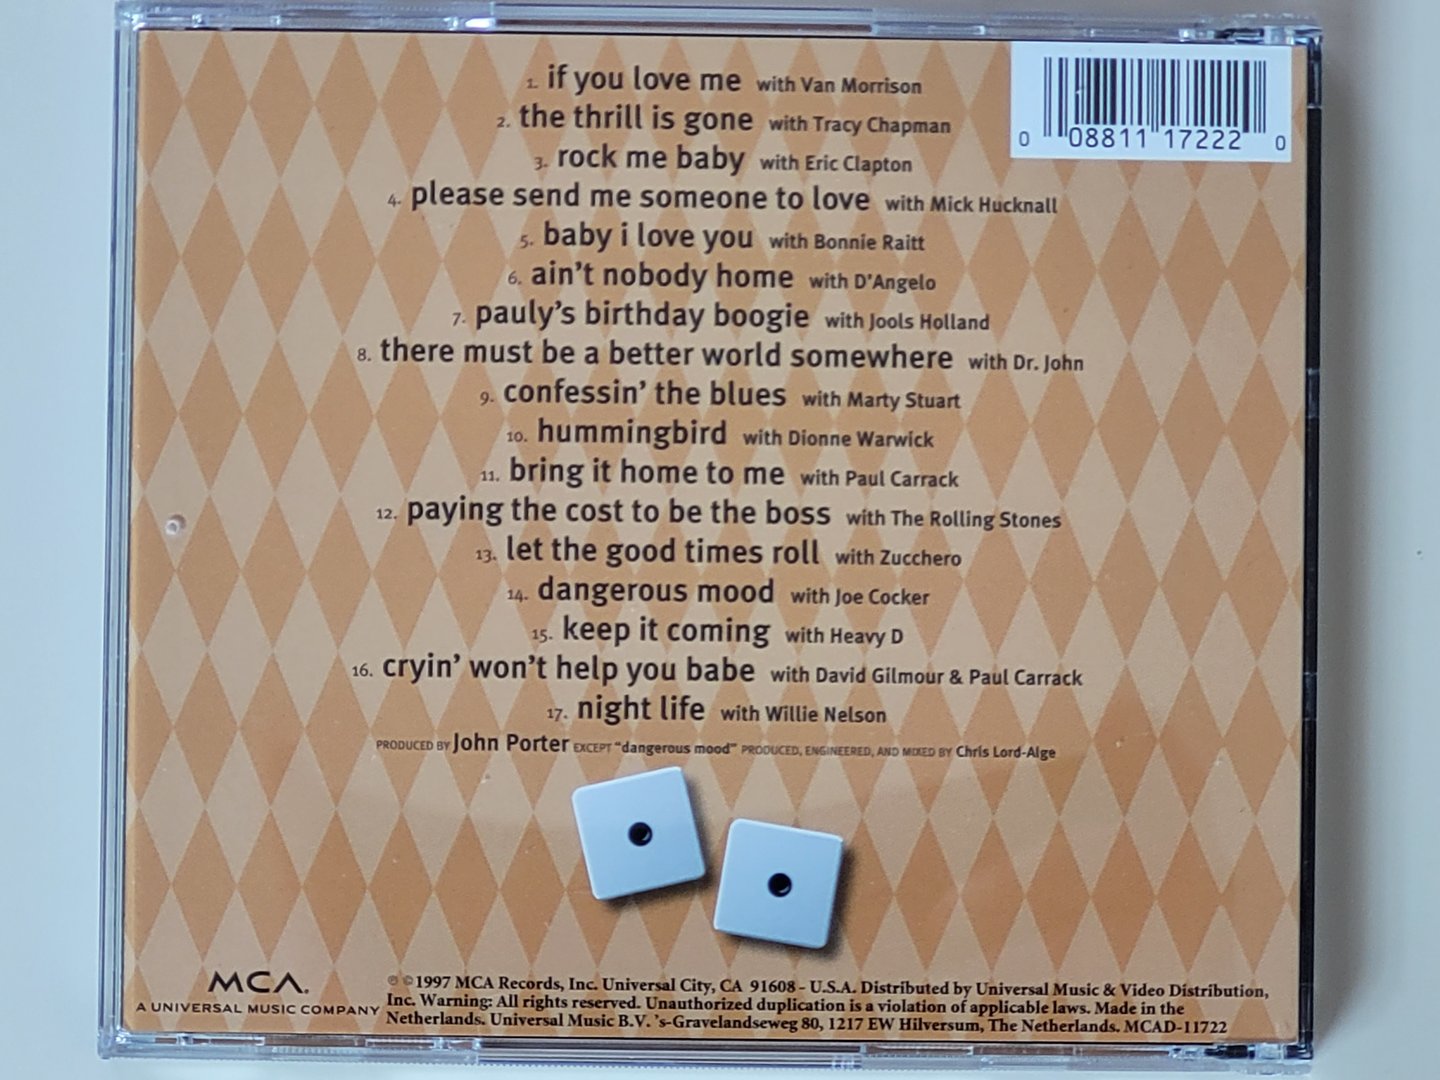 1. if you love me with Van Morrison
2. the thrill is gone with Tracy Chapman
3. rock me baby with Eric Clapton
4. please send me someone to love with Mick Hucknall
5. baby i love you with Bonnie Raitt
6. ain't nobody home with D'Angelo
7. pauly's birthday boogie with Jools Holland
8. there must be a better world somewhere with Dr. John
9. confessin' the blues with Marty Stuart
10. hummingbird with Dionne Warwick
11. bring it home to me with Paul Carrack
12. paying the cost to be the boss with The Rolling Stones
13. let the good times roll with Zucchero
14. dangerous mood with Joe Cocker
15. keep it coming with Heavy D
16. cryin' won't help you babe with David Gilmour & Paul Carrack
17. night life with Willie Nelson
PRODUCED BY John Porter EXCEPT "dangerous mood" PRODUCED, ENGINEERED, AND MIXED BY Chris Lord-Alge
0 08811 17222 0
MCA.
A UNIVERSAL MUSIC COMPANY
℗ ©1997 MCA Records, Inc. Universal City, CA 91608 - U.S.A. Distributed by Universal Music & Video Distribution,
Inc. Warning: All rights reserved. Unauthorized duplication is a violation of applicable laws. Made in the
Netherlands. Universal Music B.V. 's-Gravelandseweg 80, 1217 EW Hilversum, The Netherlands. MCAD-11722